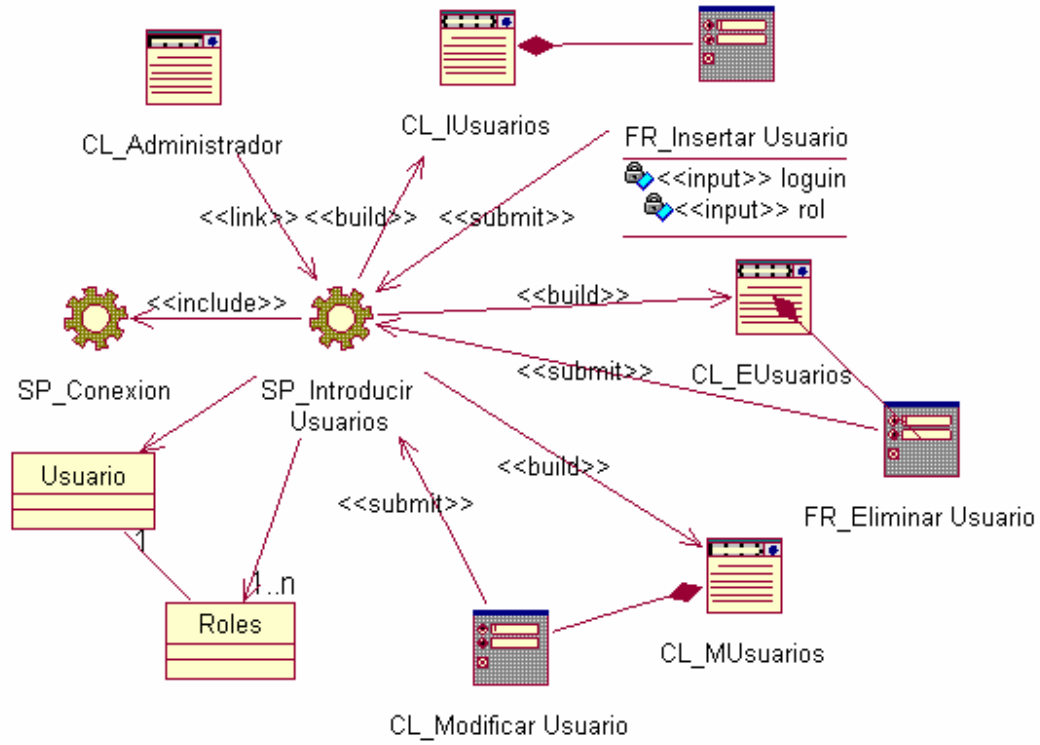 CL_Administrador
CL_IUsuarios
FR_Insertar Usuario
<<input>> loguin
<<input>> rol
<<link>>
<<build>>
<<submit>>
<<include>>
<<build>>
SP_Conexion
SP_Introducir
Usuarios
<<submit>>
CL_EUsuarios
Usuario
<<build>>
<<submit>>
FR_Eliminar Usuario
1
1..n
Roles
CL_MUsuarios
CL_Modificar Usuario